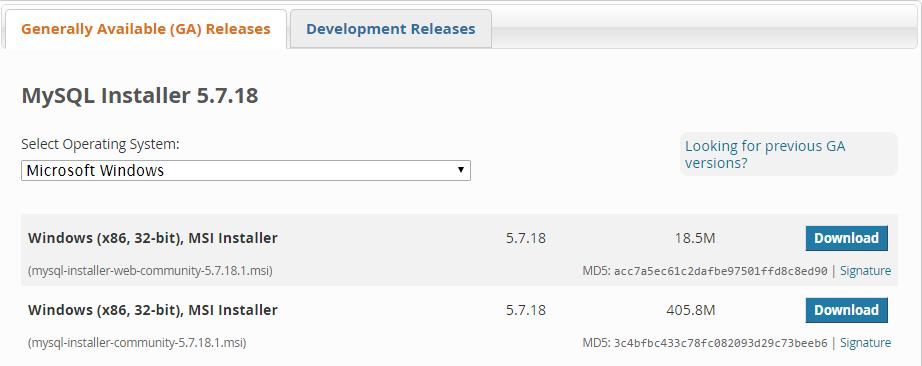 Generally Available (GA) Releases
Development Releases
MySQL Installer 5.7.18
Select Operating System:
Looking for previous GA
versions?
Microsoft Windows
Windows (x86, 32-bit), MSI Installer 5.7.18 18.5M Download
(mysql-installer-web-community-5.7.18.1.msi) MD5: acc7a5ec61c2dafbe97501ffd8c8ed90 | Signature
Windows (x86, 32-bit), MSI Installer 5.7.18 405.8M Download
(mysql-installer-community-5.7.18.1.msi) MD5: 3c4bfbc433c78fc082093d29c73beeb6 | Signature